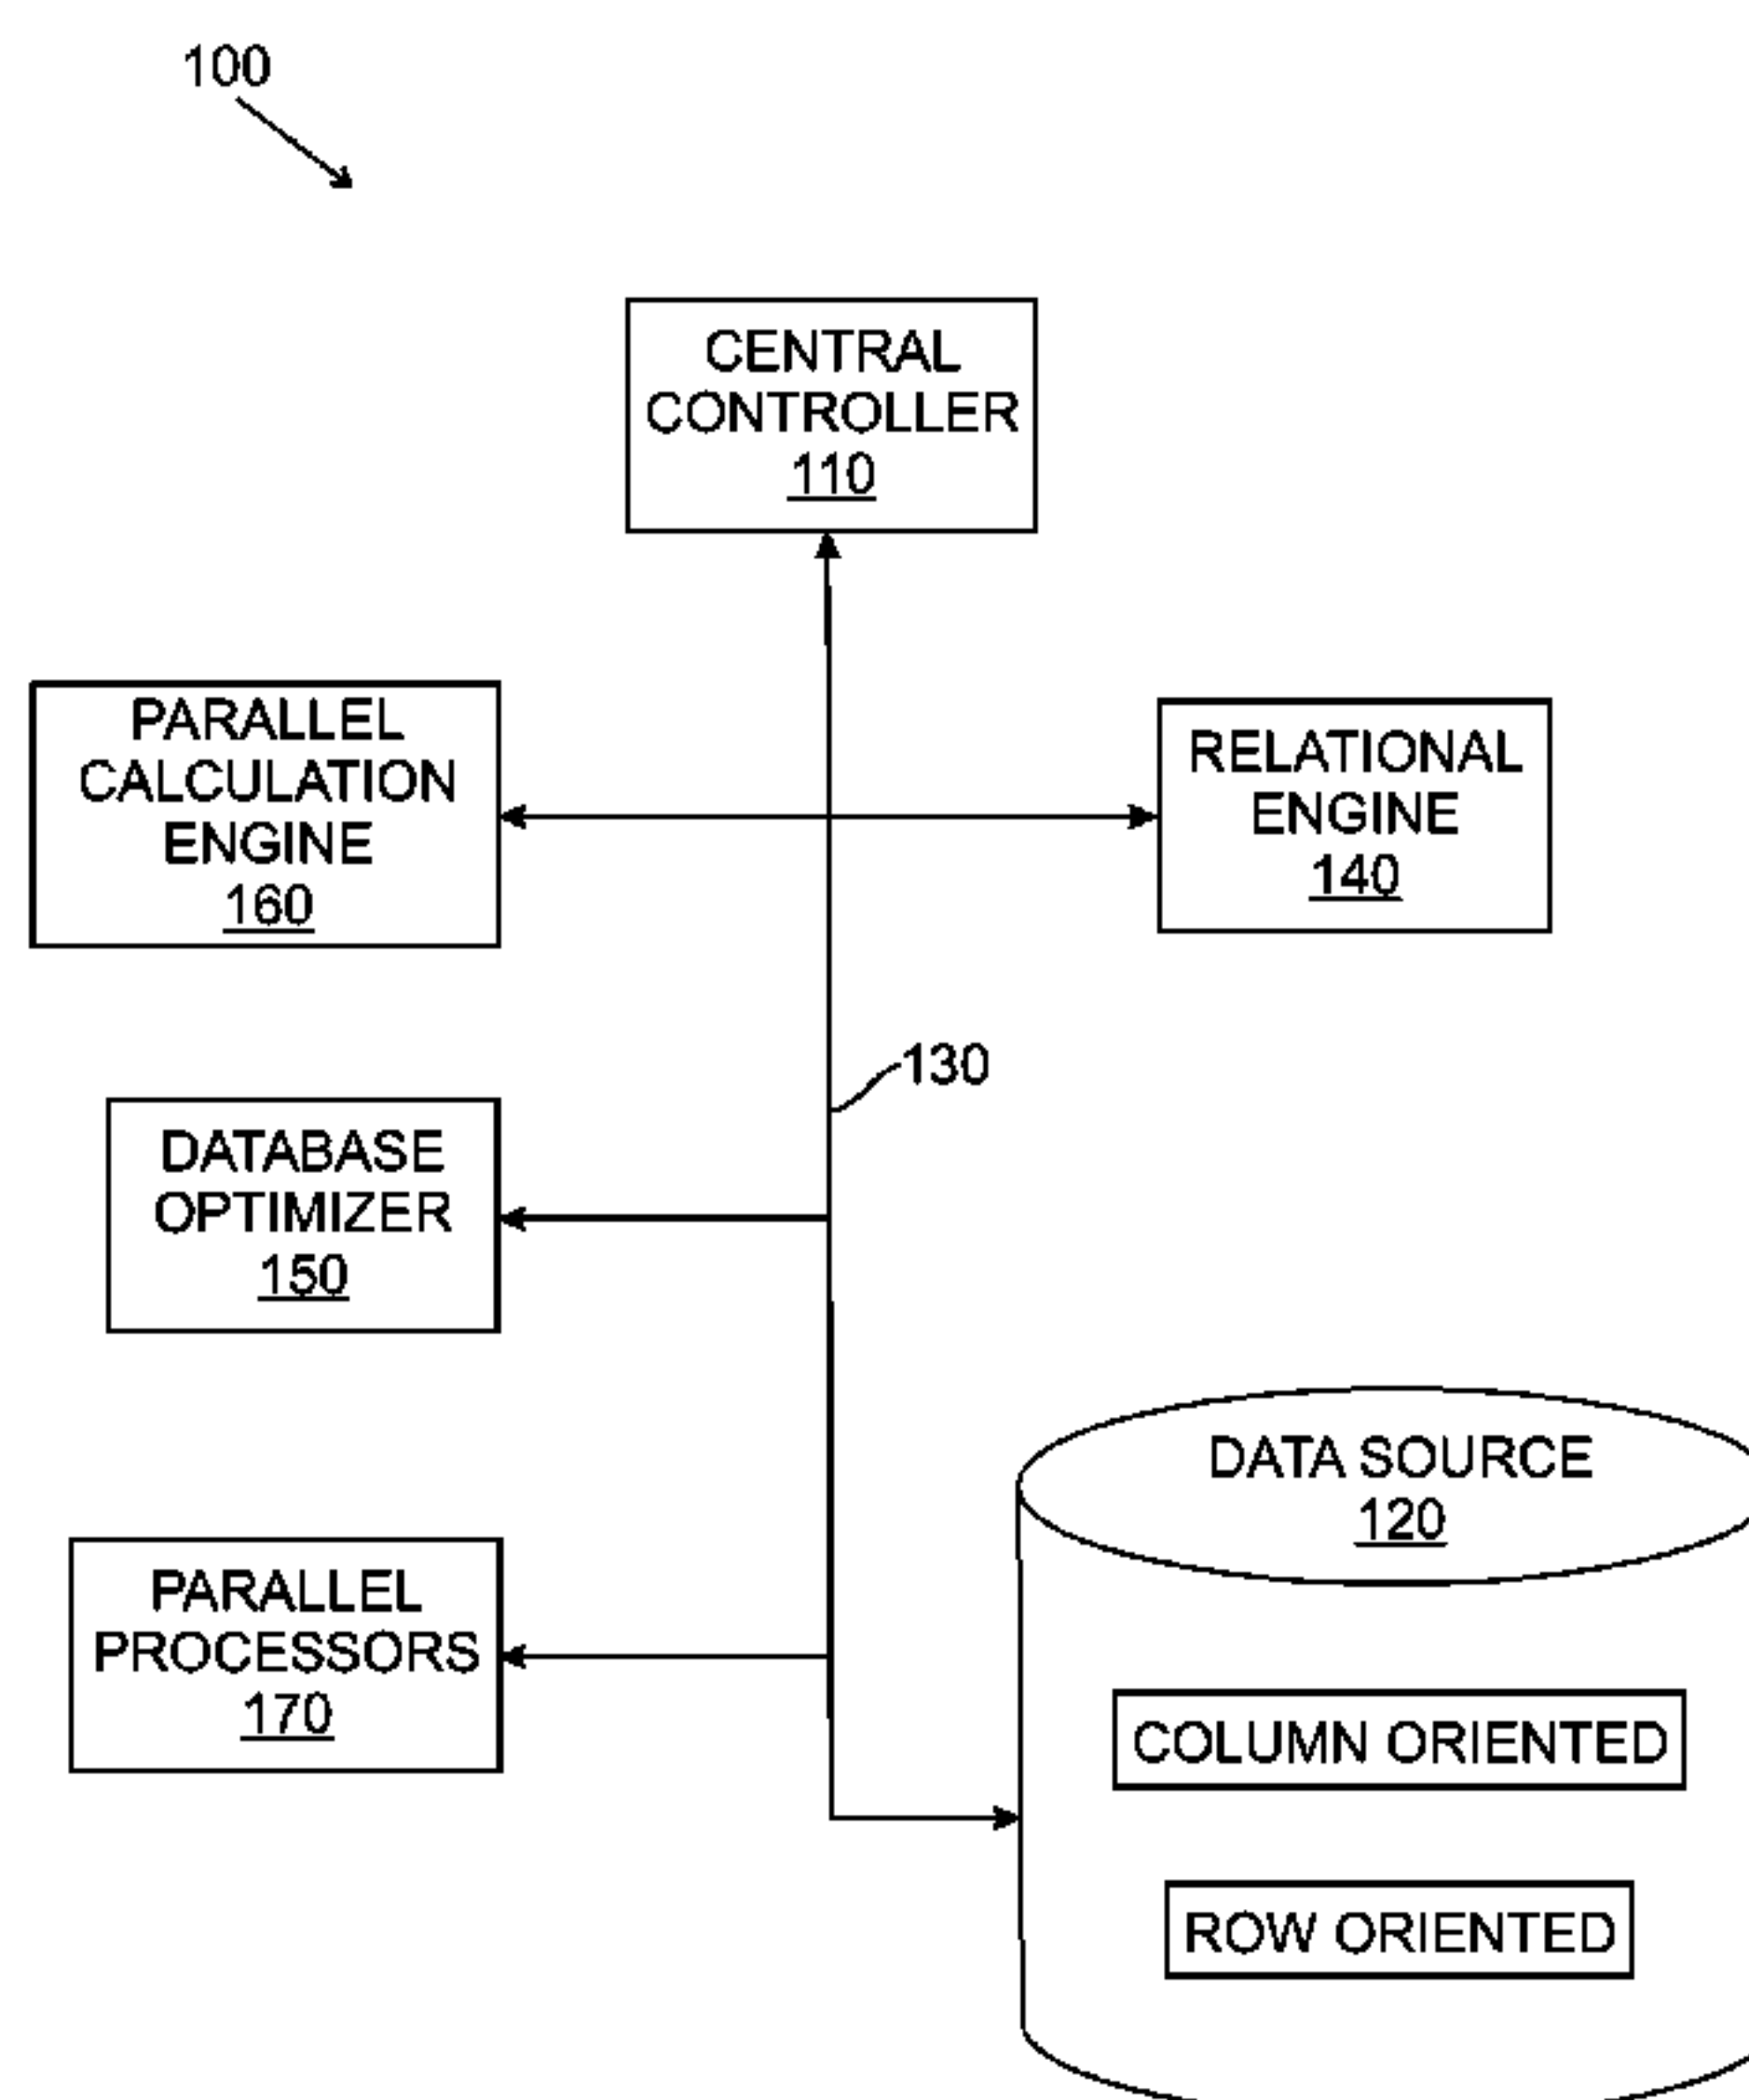 100
CENTRAL
CONTROLLER
110
PARALLEL
CALCULATION
ENGINE
160
RELATIONAL
ENGINE
140
130
DATABASE
OPTIMIZER
150
DATA SOURCE
120
PARALLEL
PROCESSORS
170
COLUMN ORIENTED
ROW ORIENTED